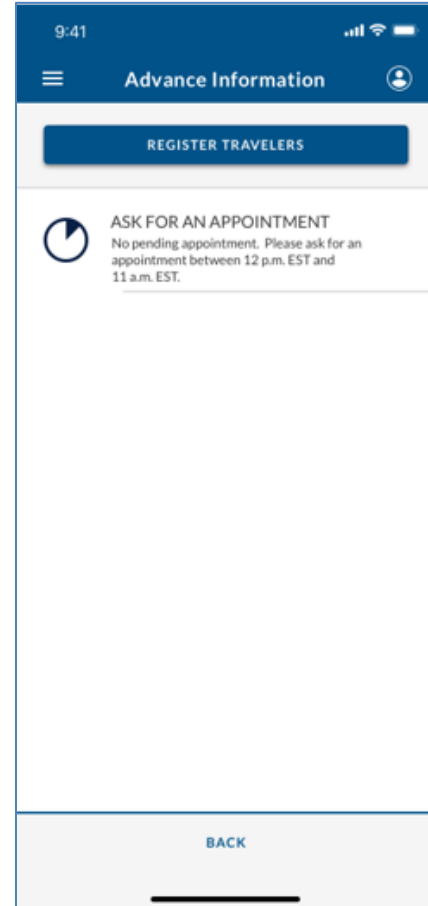 9:41
Advance Information
REGISTER TRAVELERS
ASK FOR AN APPOINTMENT
No pending appointment. Please ask for an
appointment between 12 p.m. EST and
11 a.m. EST.
BACK